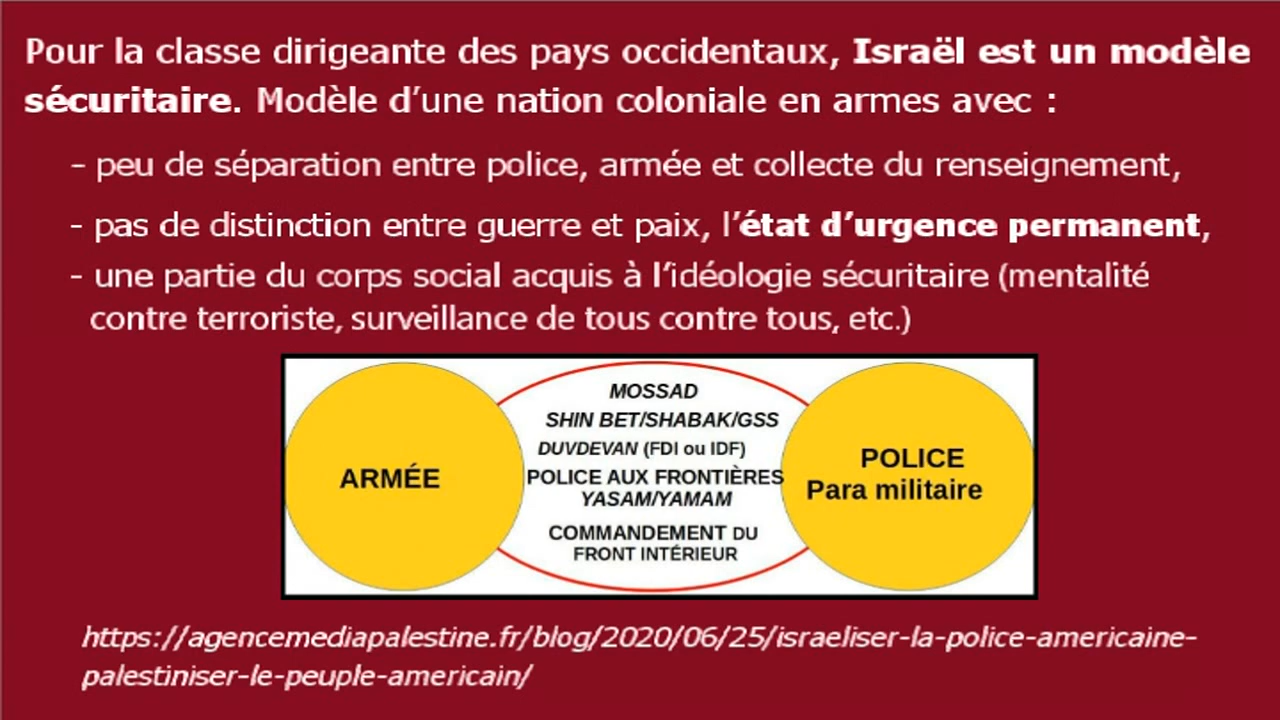 Pour la classe dirigeante des pays occidentaux, Israël est un modèle
sécuritaire. Modèle d'une nation coloniale en armes avec :
- peu de séparation entre police, armée et collecte du renseignement,
- pas de distinction entre guerre et paix, l'état d'urgence permanent,
- une partie du corps social acquis à l'idéologie sécuritaire (mentalité
contre terroriste, surveillance de tous contre tous, etc.)
ARMÉE
MOSSAD
SHIN BET/SHABAK/GSS
DUVDEVAN (FDI ou IDF)
POLICE AUX FRONTIÈRES
YASAM/YAMAM
COMMANDEMENT DU
FRONT INTÉRIEUR
POLICE
Para militaire
https://agencemediapalestine.fr/blog/2020/06/25/israeliser-la-police-americaine-
palestiniser-le-peuple-americain/